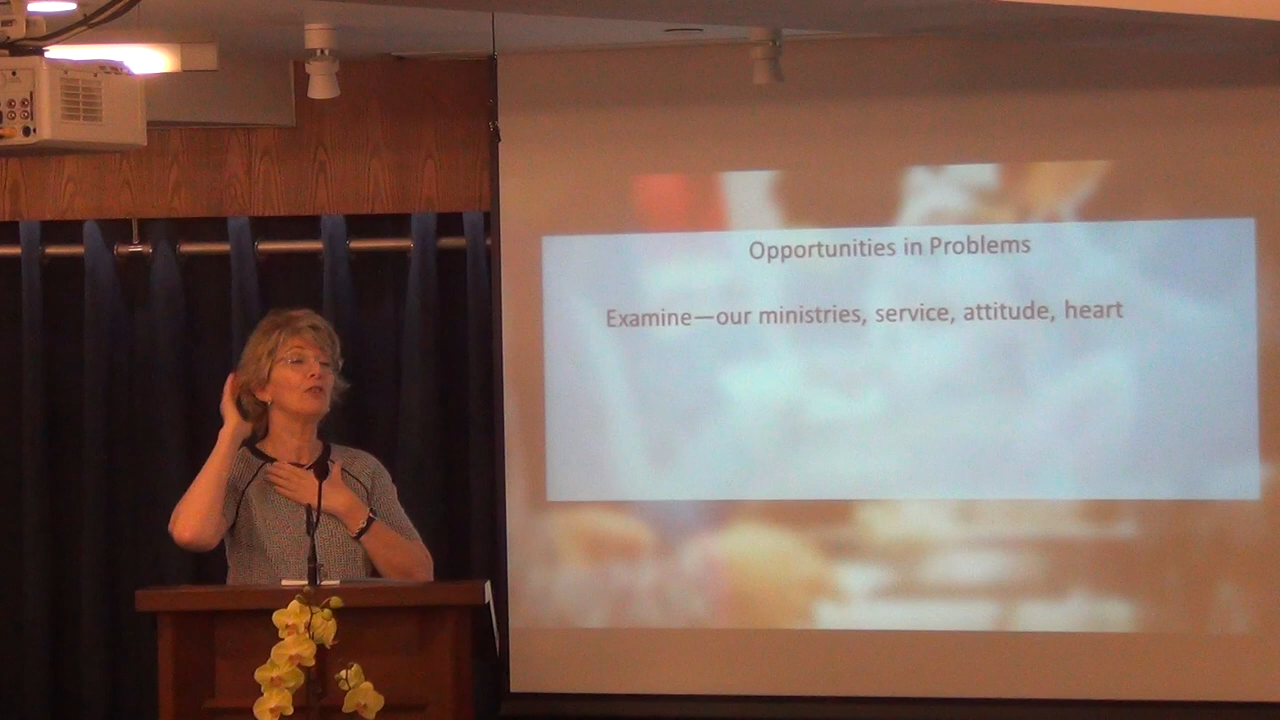 Opportunities in Problems
Examine—our ministries, service, attitude, heart